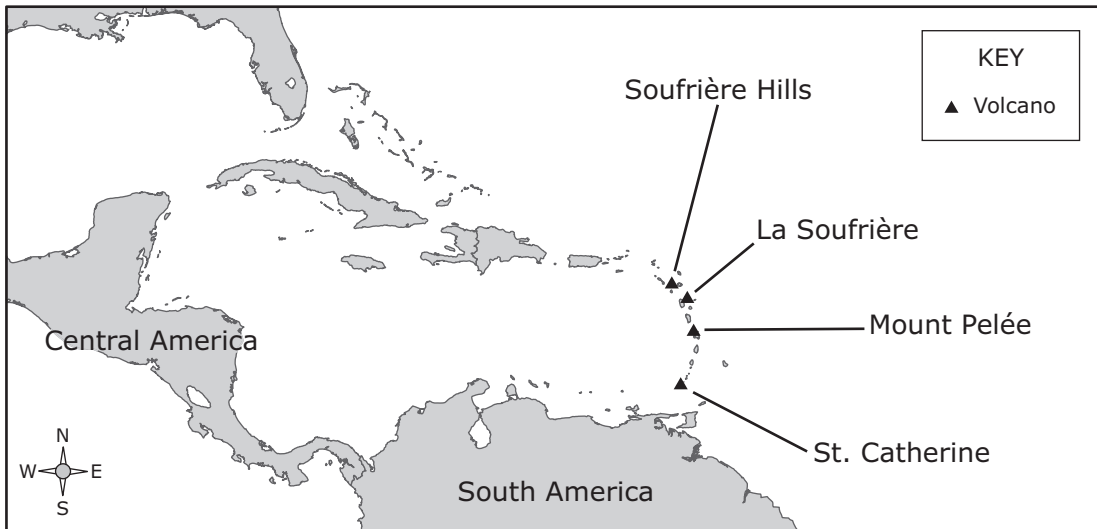 KEY
Volcano
Soufrière Hills
La Soufrière
Mount Pelée
St. Catherine
Central America
South America
N
W
E
S